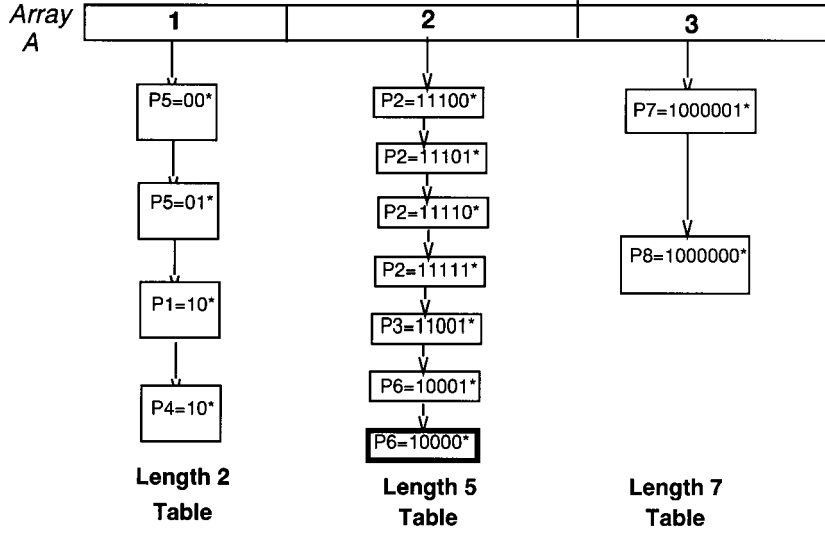 Array
A
1
2
3
P5=00*
P5=01*
P1=10*
P4=10*
Length 2
Table
P2=11100*
P2=11101*
P2=11110*
P2=11111*
P3=11001*
P6=10001*
P6=10000*
Length 5
Table
P7=1000001*
P8=1000000*
Length 7
Table